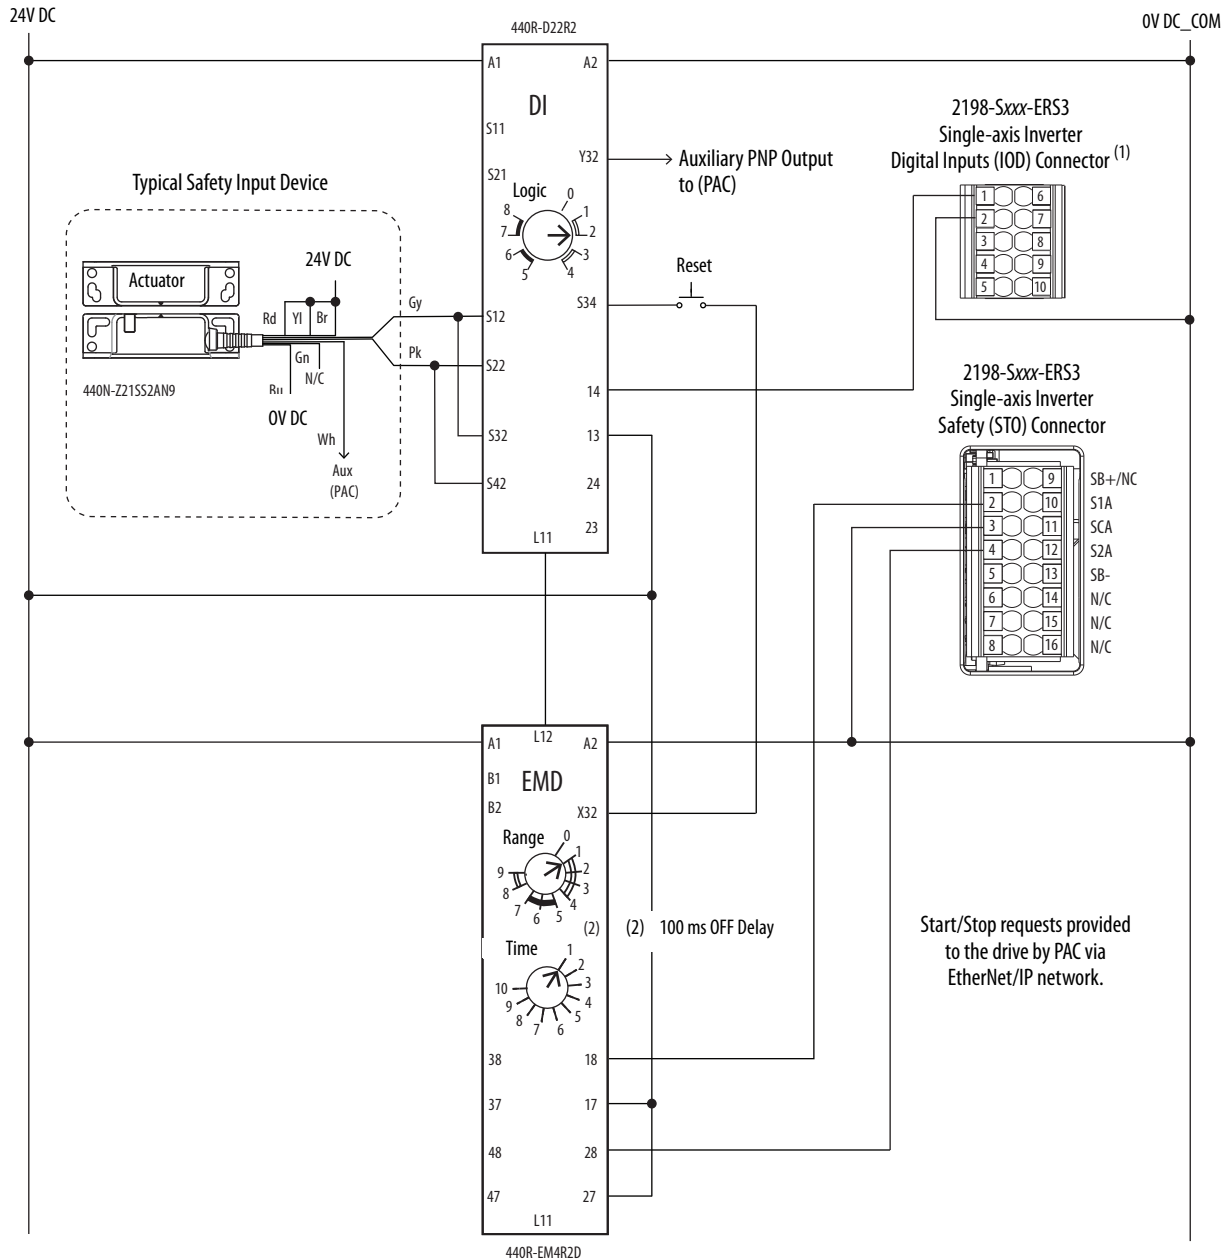 24V DC
0V DC_COM
440R-D22R2
A1
A2
DI
S11
S21
Y32
Auxiliary PNP Output
to (PAC)
Logic
0
1
2
3
4
5
6
7
8
2198-Sxxx-ERS3
Single-axis Inverter
Digital Inputs (IOD) Connector (1)
1 6
2 7
3 8
4 9
5 10
Typical Safety Input Device
Actuator
24V DC
Rd
Yl
Br
Gn
N/C
Bu
0V DC
Wh
Aux
(PAC)
440N-Z21SS2AN9
Gy
Pk
S12
S22
S32
S42
S34
Reset
14
13
24
23
L11
2198-Sxxx-ERS3
Single-axis Inverter
Safety (STO) Connector
1 9 SB+/NC
2 10 S1A
3 11 SCA
4 12 S2A
5 13 SB-
6 14 N/C
7 15 N/C
8 16 N/C
L12
A1
A2
B1
EMD
B2
X32
Range
0
1
2
3
4
5
6
7
8
9
(2)
(2) 100 ms OFF Delay
Time
1
2
3
4
5
6
7
8
9
10
Start/Stop requests provided
to the drive by PAC via
EtherNet/IP network.
38
18
37
17
48
28
47
27
L11
440R-EM4R2D